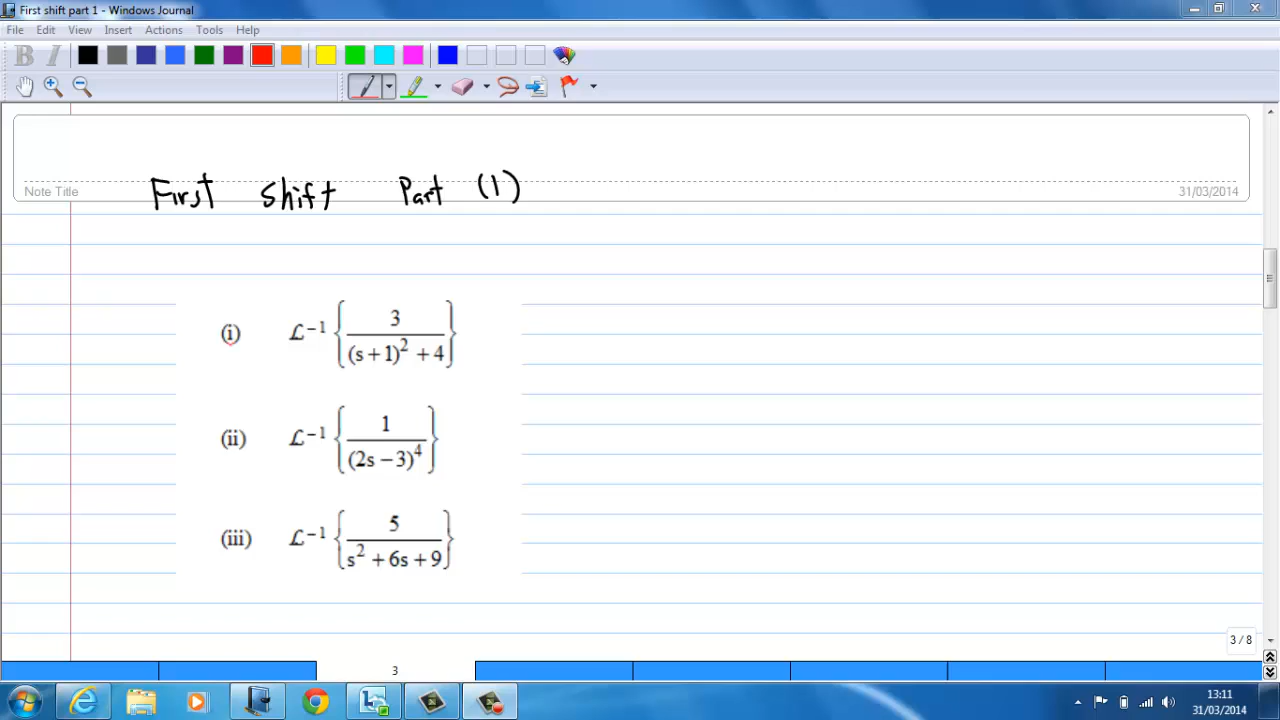 First shift part 1 - Windows Journal
File Edit View Insert Actions Tools Help
B I
First Shift Part (1)
Note Title
31/03/2014
(i) ℒ⁻¹ { 3 / ((s+1)² + 4) }
(ii) ℒ⁻¹ { 1 / (2s − 3)⁴ }
(iii) ℒ⁻¹ { 5 / (s² + 6s + 9) }
3 / 8
3
13:11
31/03/2014